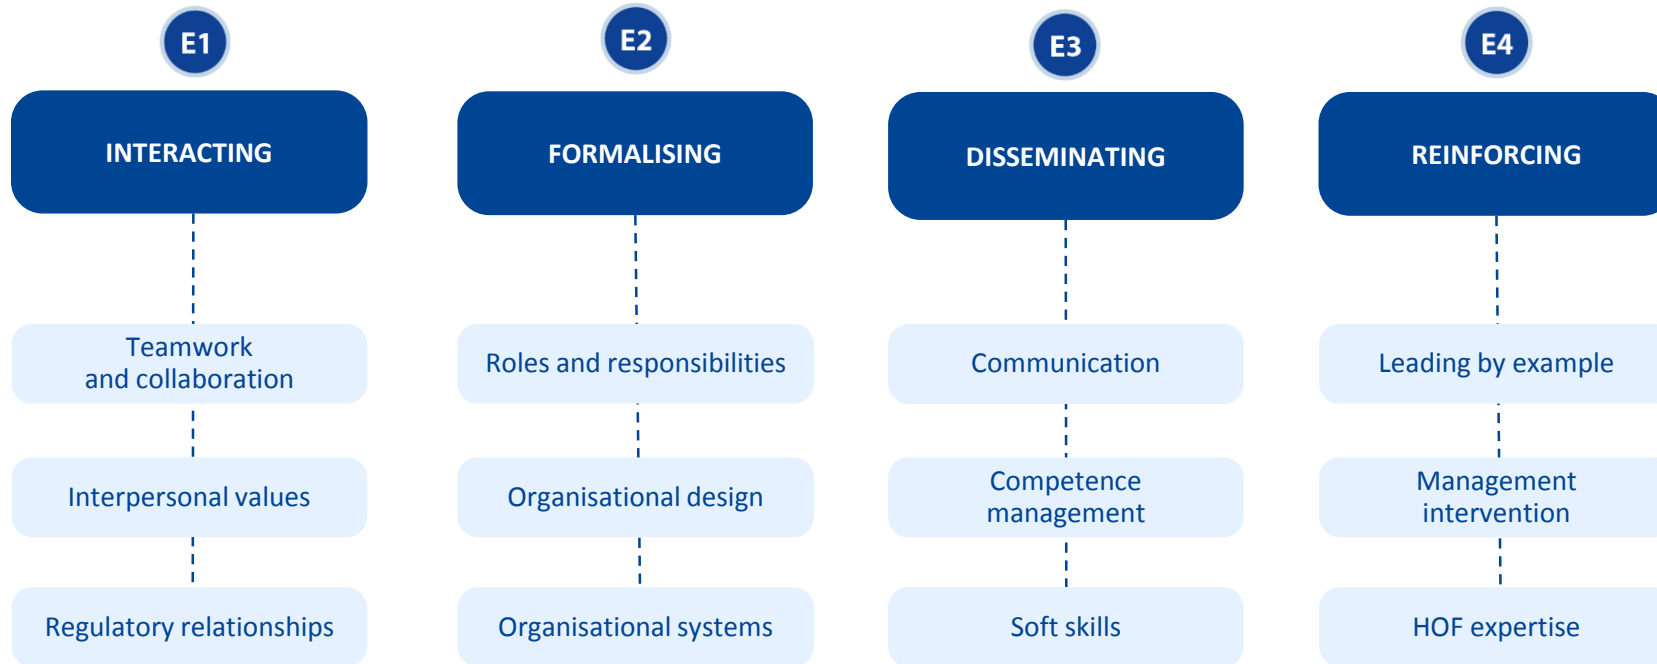 E1
INTERACTING
Teamwork
and collaboration
Interpersonal values
Regulatory relationships
E2
FORMALISING
Roles and responsibilities
Organisational design
Organisational systems
E3
DISSEMINATING
Communication
Competence
management
Soft skills
E4
REINFORCING
Leading by example
Management
intervention
HOF expertise